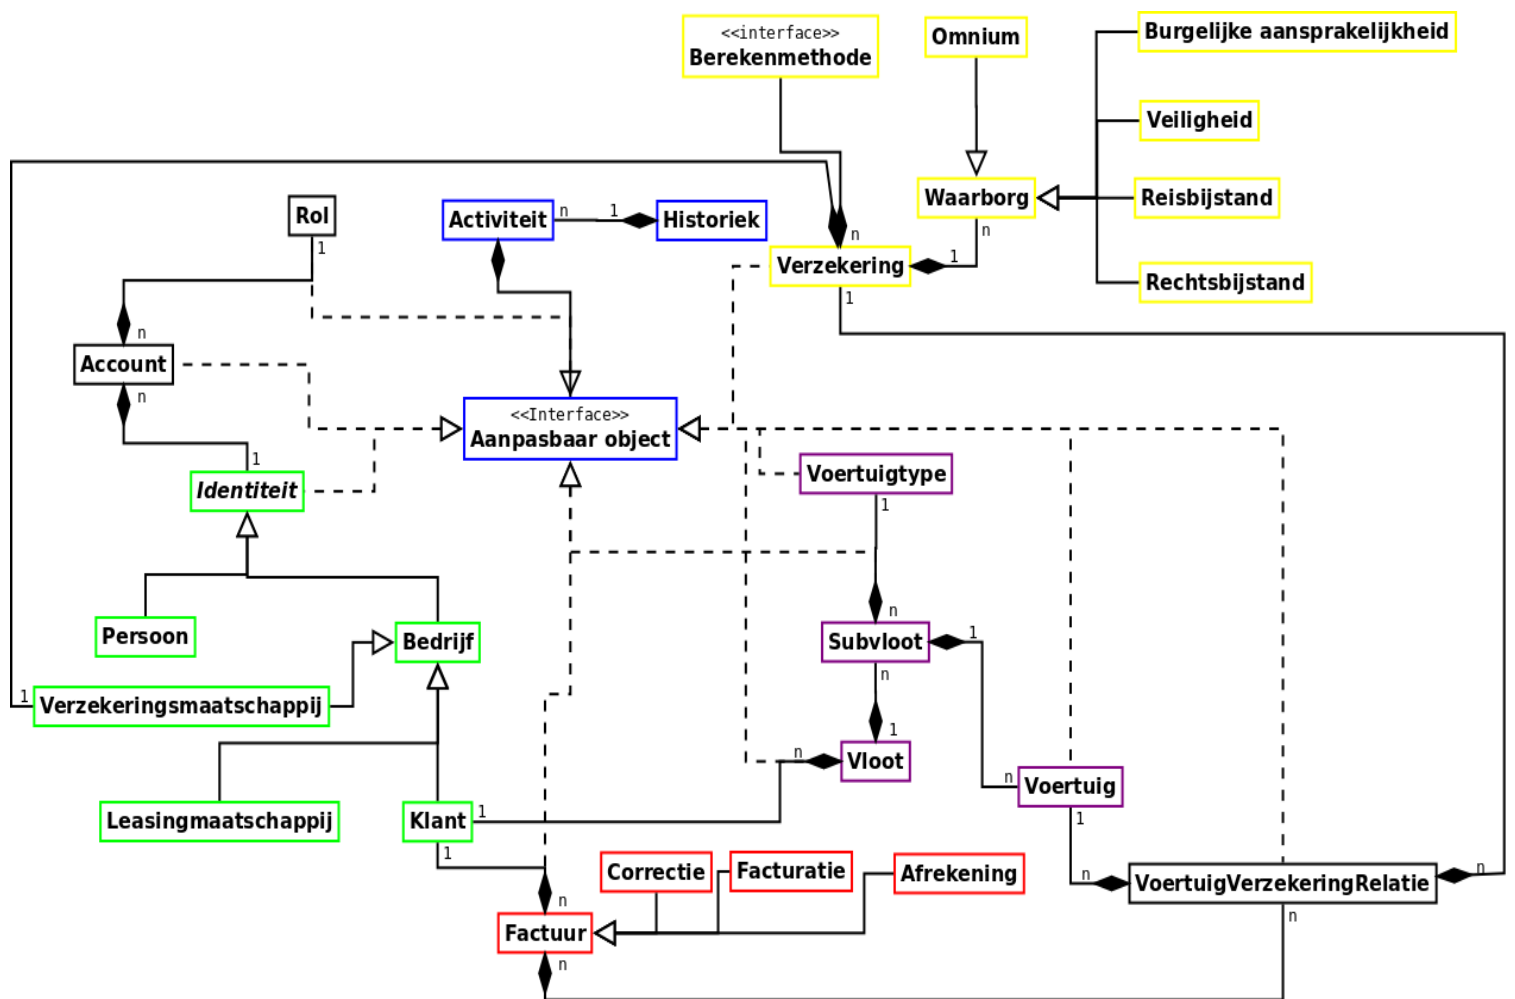 <<interface>>
Berekenmethode
Omnium
Burgelijke aansprakelijkheid
Veiligheid
Waarborg
n
Reisbijstand
Rol
1
Activiteit
n
1
Historiek
n
Verzekering
1
1
Rechtsbijstand
n
Account
n
<<Interface>>
Aanpasbaar object
1
Identiteit
Voertuigtype
1
n
Persoon
Bedrijf
Subvloot
1
n
1
Verzekeringsmaatschappij
1
n
Vloot
n
Voertuig
1
Leasingmaatschappij
Klant
1
1
Correctie
Facturatie
Afrekening
n
VoertuigVerzekeringRelatie
n
n
n
Factuur
n